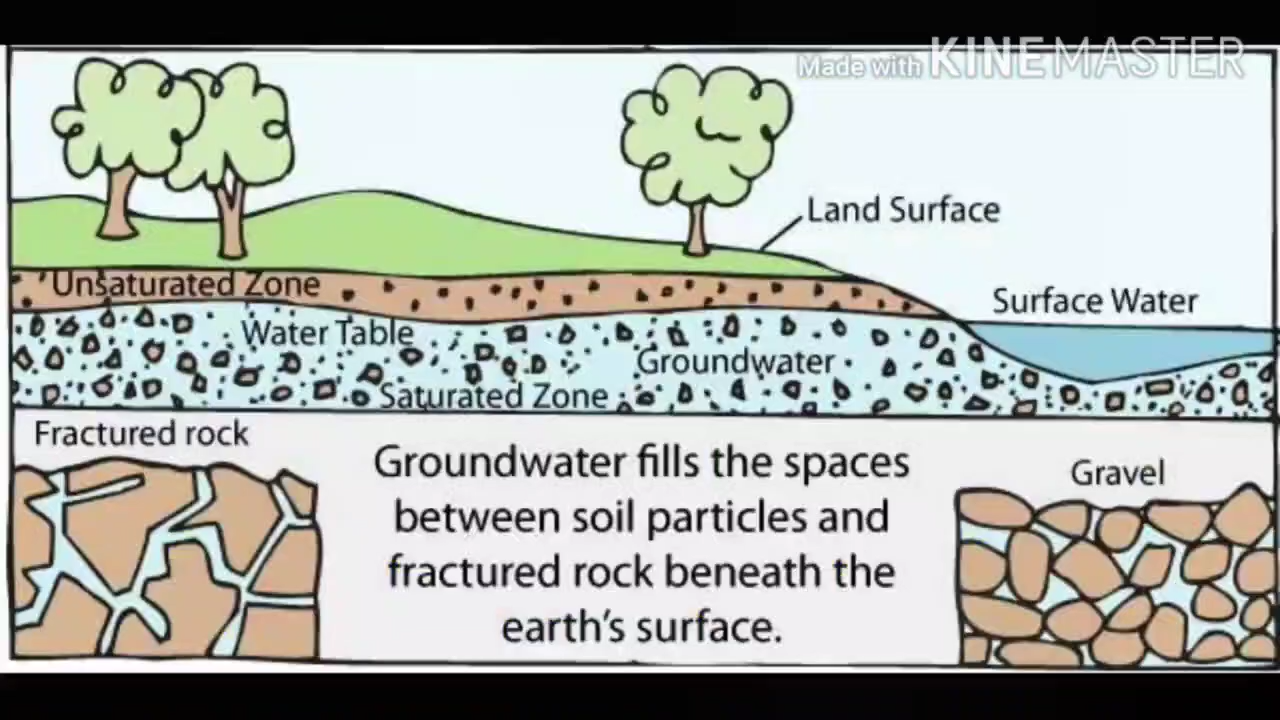 Made with KINEMASTER
Land Surface
Unsaturated Zone
Surface Water
Water Table
Groundwater
Saturated Zone
Fractured rock
Groundwater fills the spaces
between soil particles and
fractured rock beneath the
earth's surface.
Gravel